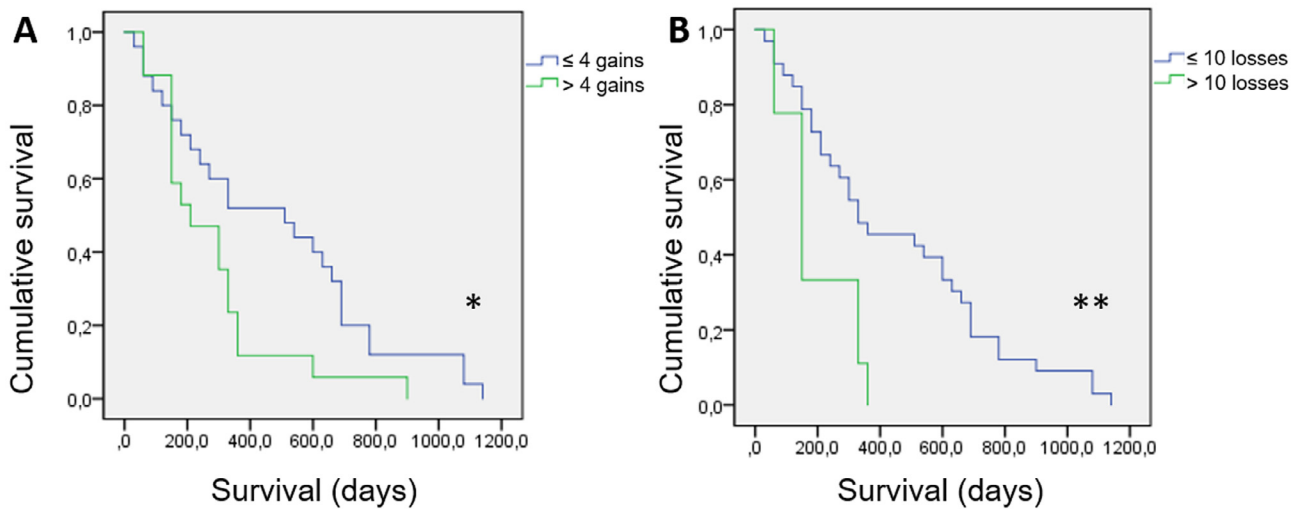 A
≤ 4 gains
> 4 gains
Cumulative survival
1,0
0,8
0,6
0,4
0,2
0,0
,0 200,0 400,0 600,0 800,0 1000,0 1200,0
Survival (days)
*
B
≤ 10 losses
> 10 losses
Cumulative survival
1,0
0,8
0,6
0,4
0,2
0,0
,0 200,0 400,0 600,0 800,0 1000,0 1200,0
Survival (days)
**